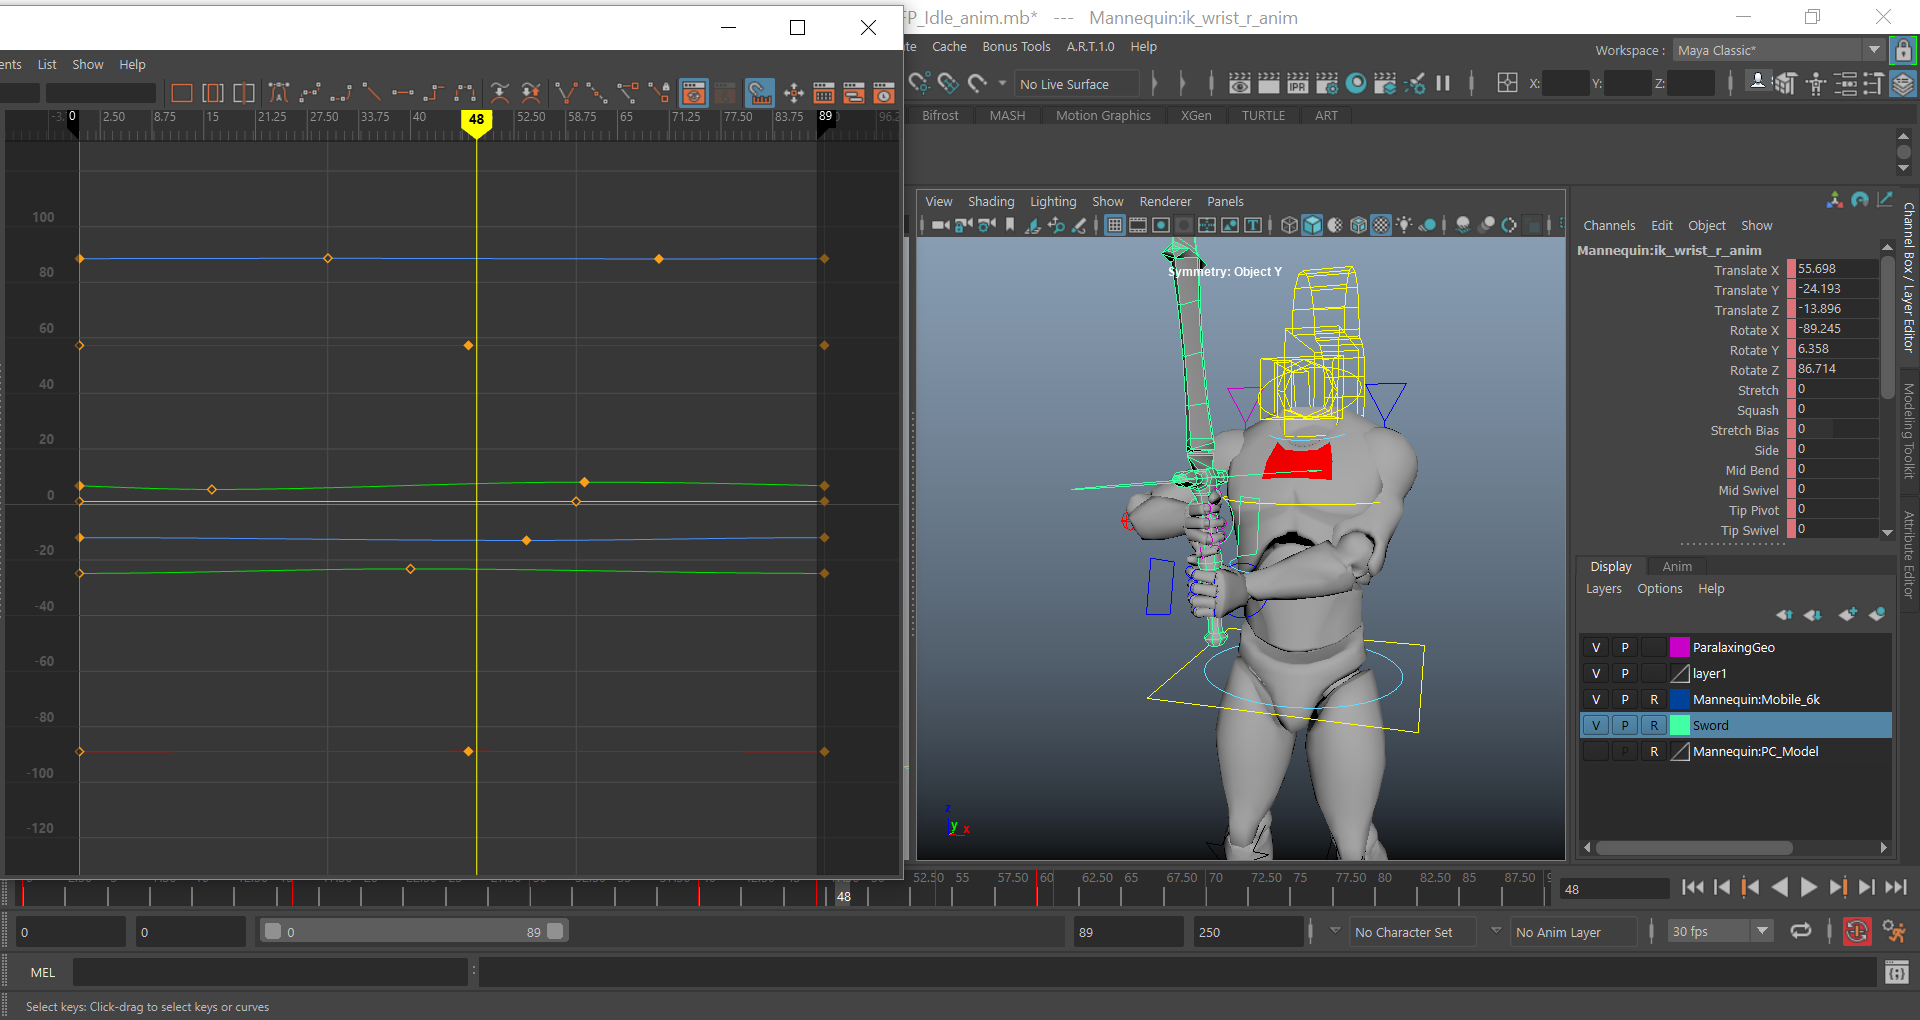 FP_Idle_anim.mb* --- Mannequin:ik_wrist_r_anim
Cache Bonus Tools A.R.T.1.0 Help
Workspace : Maya Classic*
List Show Help
No Live Surface
X: Y: Z:
IPR
Bifrost MASH Motion Graphics XGen TURTLE ART
0 2.50 8.75 15 21.25 27.50 33.75 40 48 52.50 58.75 65 71.25 77.50 83.75 89
100
80
60
40
20
0
-20
-40
-60
-80
-100
-120
View Shading Lighting Show Renderer Panels
Symmetry: Object Y
z
y x
Channels Edit Object Show
Mannequin:ik_wrist_r_anim
Translate X 55.698
Translate Y -24.193
Translate Z -13.896
Rotate X -89.245
Rotate Y 6.358
Rotate Z 86.714
Stretch 0
Squash 0
Stretch Bias 0
Side 0
Mid Bend 0
Mid Swivel 0
Tip Pivot 0
Tip Swivel 0
Channel Box / Layer Editor
Modeling Toolkit
Attribute Editor
Display Anim
Layers Options Help
V P ParalaxingGeo
V P layer1
V P R Mannequin:Mobile_6k
V P R Sword
P R Mannequin:PC_Model
48 52.50 55 57.50 60 62.50 65 67.50 70 72.50 75 77.50 80 82.50 85 87.50
48
0 0 0 89 89 250 No Character Set No Anim Layer 30 fps
MEL
Select keys: Click-drag to select keys or curves